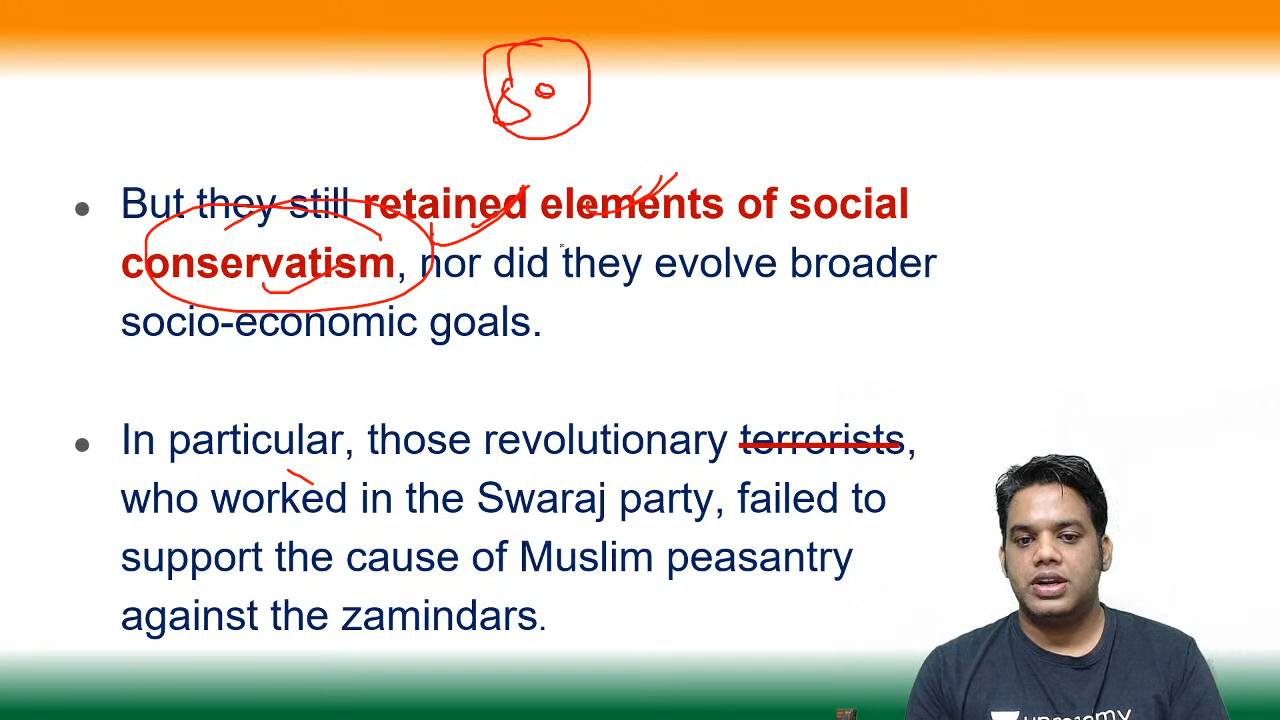 But they still retained elements of social
conservatism, nor did they evolve broader
socio-economic goals.
In particular, those revolutionary terrorists,
who worked in the Swaraj party, failed to
support the cause of Muslim peasantry
against the zamindars.